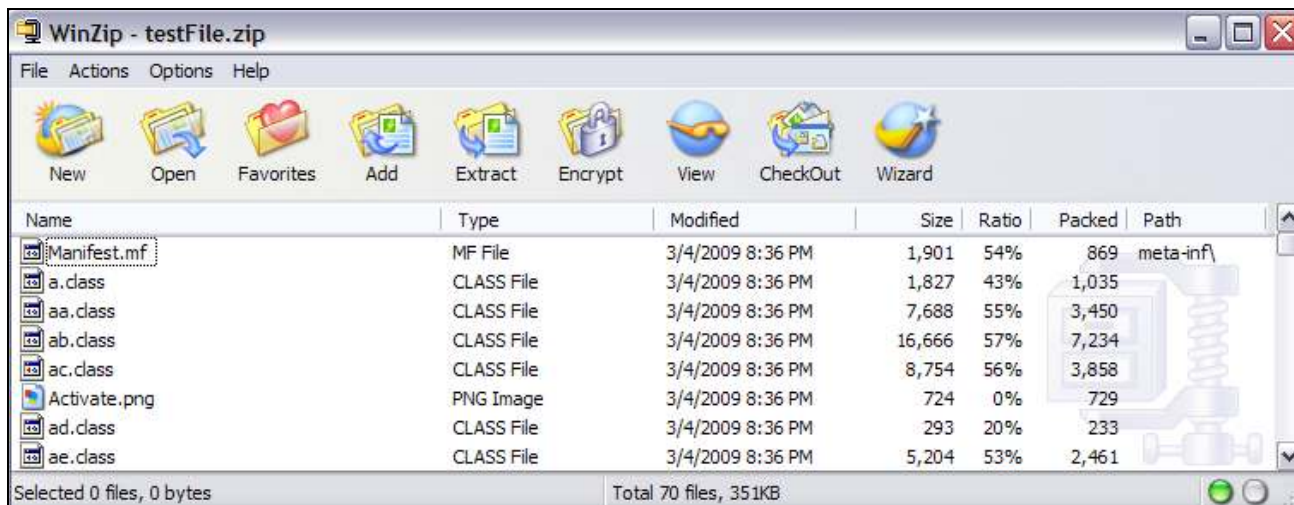 WinZip - testFile.zip
File Actions Options Help
New Open Favorites Add Extract Encrypt View CheckOut Wizard
Name Type Modified Size Ratio Packed Path
Manifest.mf MF File 3/4/2009 8:36 PM 1,901 54% 869 meta-inf\
a.class CLASS File 3/4/2009 8:36 PM 1,827 43% 1,035
aa.class CLASS File 3/4/2009 8:36 PM 7,688 55% 3,450
ab.class CLASS File 3/4/2009 8:36 PM 16,666 57% 7,234
ac.class CLASS File 3/4/2009 8:36 PM 8,754 56% 3,858
Activate.png PNG Image 3/4/2009 8:36 PM 724 0% 729
ad.class CLASS File 3/4/2009 8:36 PM 293 20% 233
ae.class CLASS File 3/4/2009 8:36 PM 5,204 53% 2,461
Selected 0 files, 0 bytes Total 70 files, 351KB